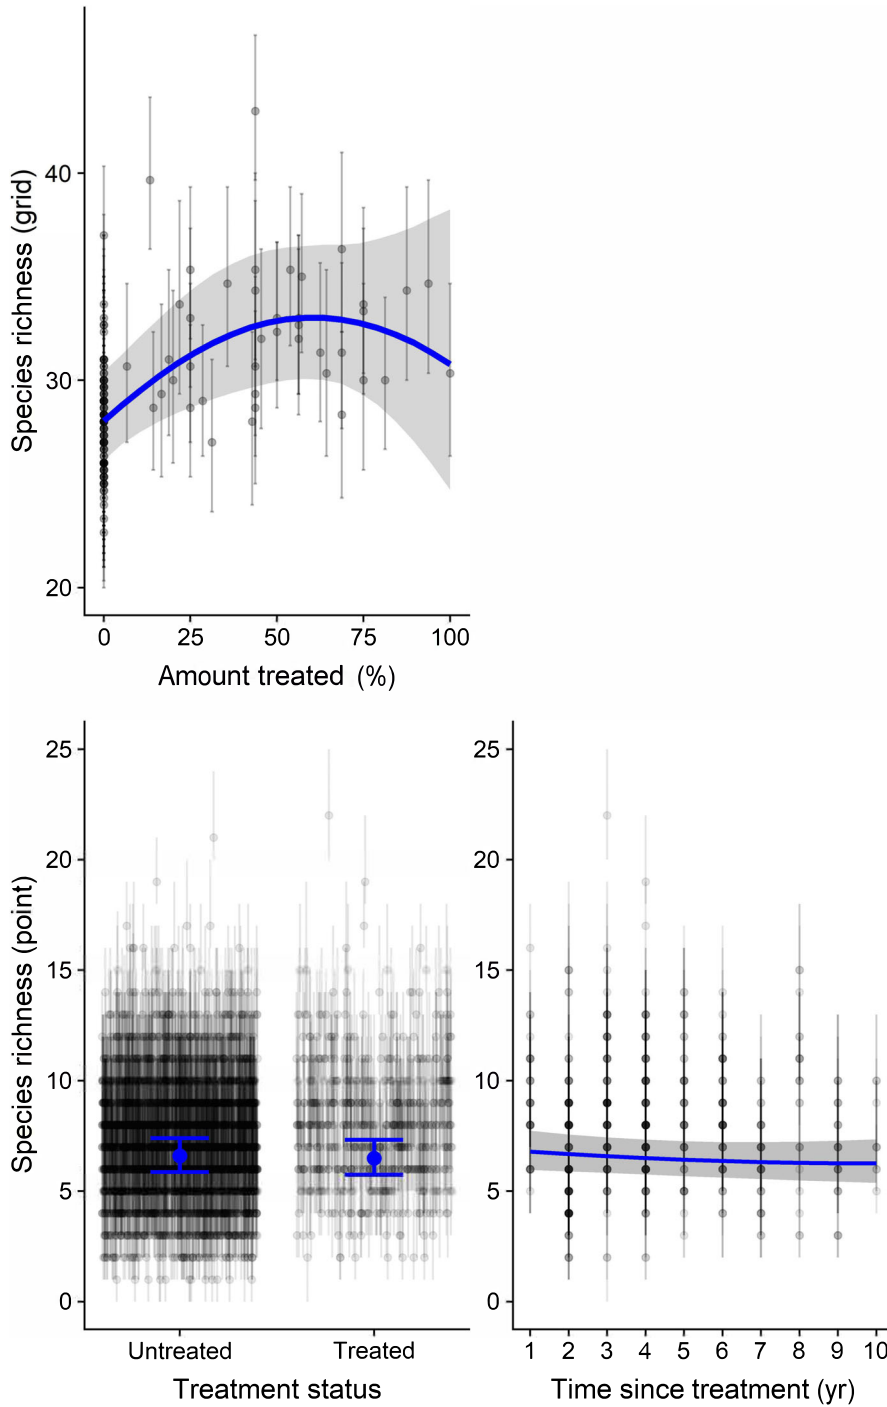 Species richness (grid)
40
30
20
0 25 50 75 100
Amount treated (%)
Species richness (point)
25
20
15
10
5
0
Untreated Treated
Treatment status
25
20
15
10
5
0
1 2 3 4 5 6 7 8 9 10
Time since treatment (yr)